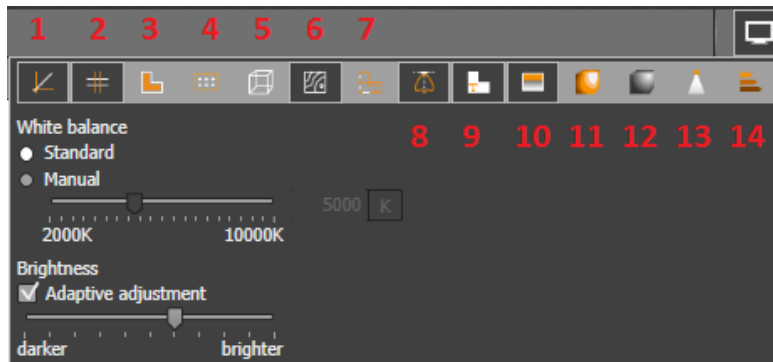 1 2 3 4 5 6 7
8 9 10 11 12 13 14
White balance
Standard
Manual
5000 K
2000K 10000K
Brightness
Adaptive adjustment
darker brighter